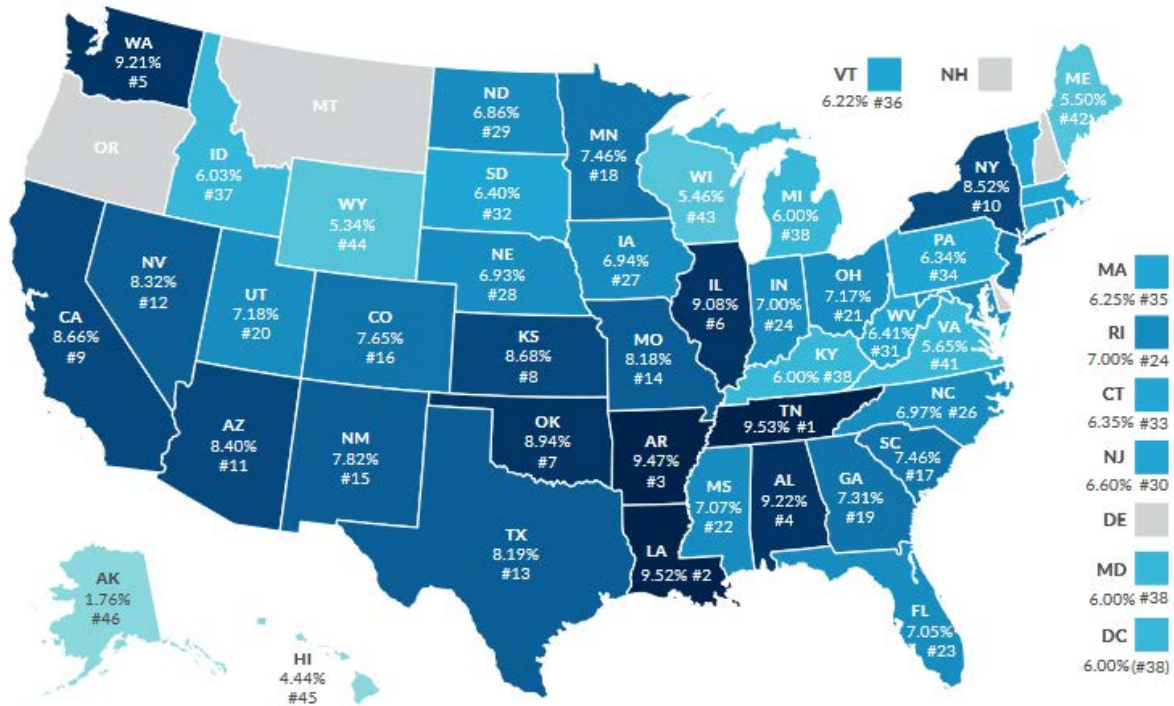 WA
9.21%
#5
MT
ND
6.86%
#29
MN
7.46%
#18
VT
6.22% #36
NH
ME
5.50%
#42
OR
ID
6.03%
#37
SD
6.40%
#32
WI
5.46%
#43
MI
6.00%
#38
NY
8.52%
#10
WY
5.34%
#44
NE
6.93%
#28
IA
6.94%
#27
PA
6.34%
#34
NV
8.32%
#12
UT
7.18%
#20
CO
7.65%
#16
CA
8.66%
#9
KS
8.68%
#8
MO
8.18%
#14
IL
9.08%
#6
IN
7.00%
#24
OH
7.17%
#21
WV
6.41%
#31
VA
5.65%
#41
KY
6.00% #38
MA
6.25% #35
RI
7.00% #24
CT
6.35% #33
NJ
6.60% #30
DE
MD
6.00% #38
DC
6.00% (#38)
AZ
8.40%
#11
NM
7.82%
#15
OK
8.94%
#7
AR
9.47%
#3
TN
9.53% #1
NC
6.97% #26
SC
7.46%
#17
MS
7.07%
#22
AL
9.22%
#4
GA
7.31%
#19
TX
8.19%
#13
LA
9.52% #2
FL
7.05%
#23
AK
1.76%
#46
HI
4.44%
#45